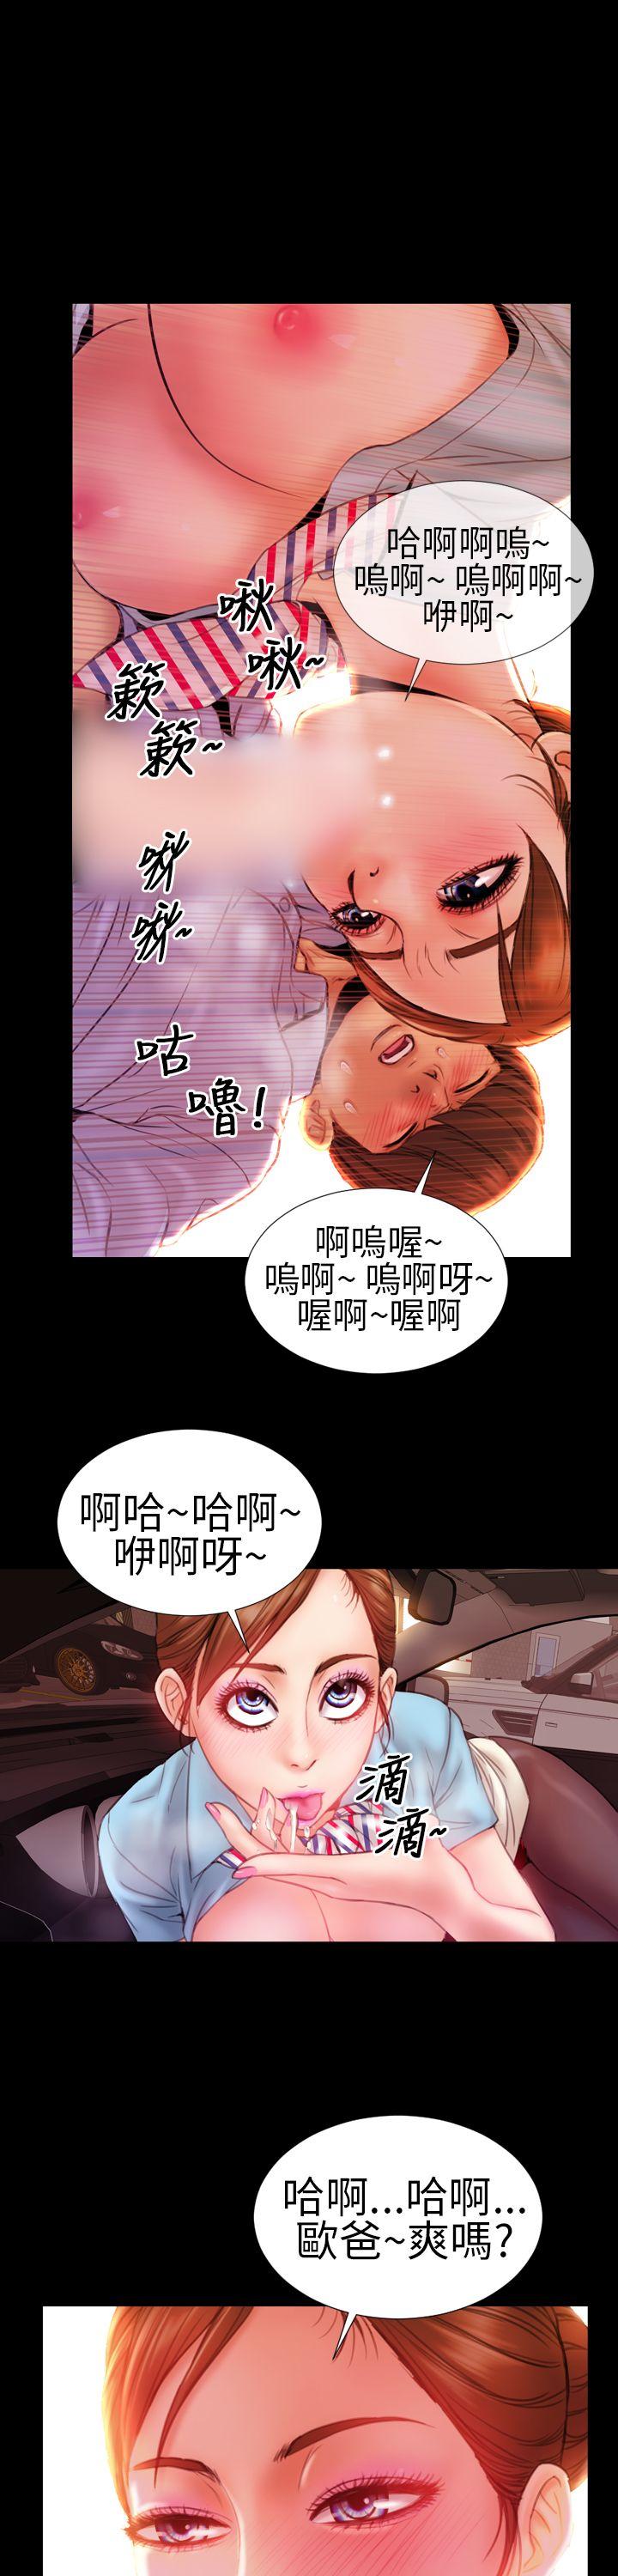 哈啊啊嗚~
嗚啊~ 嗚啊啊~
咿啊~
啾
啾~
簌
簌~
啾
啾~
咕
嚕!
啊嗚喔~
嗚啊~ 嗚啊呀~
喔啊~喔啊
啊哈~哈啊~
咿啊呀~
滴
滴~
哈啊...哈啊...
歐爸~爽嗎?